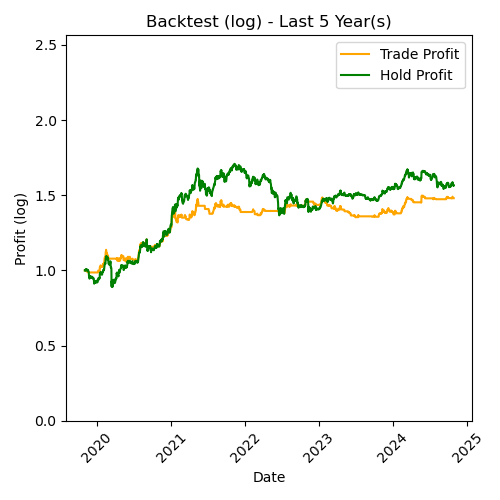 Backtest (log) - Last 5 Year(s)
Trade Profit
Hold Profit
Profit (log)
2.5
2.0
1.5
1.0
0.5
0.0
2020
2021
2022
2023
2024
2025
Date